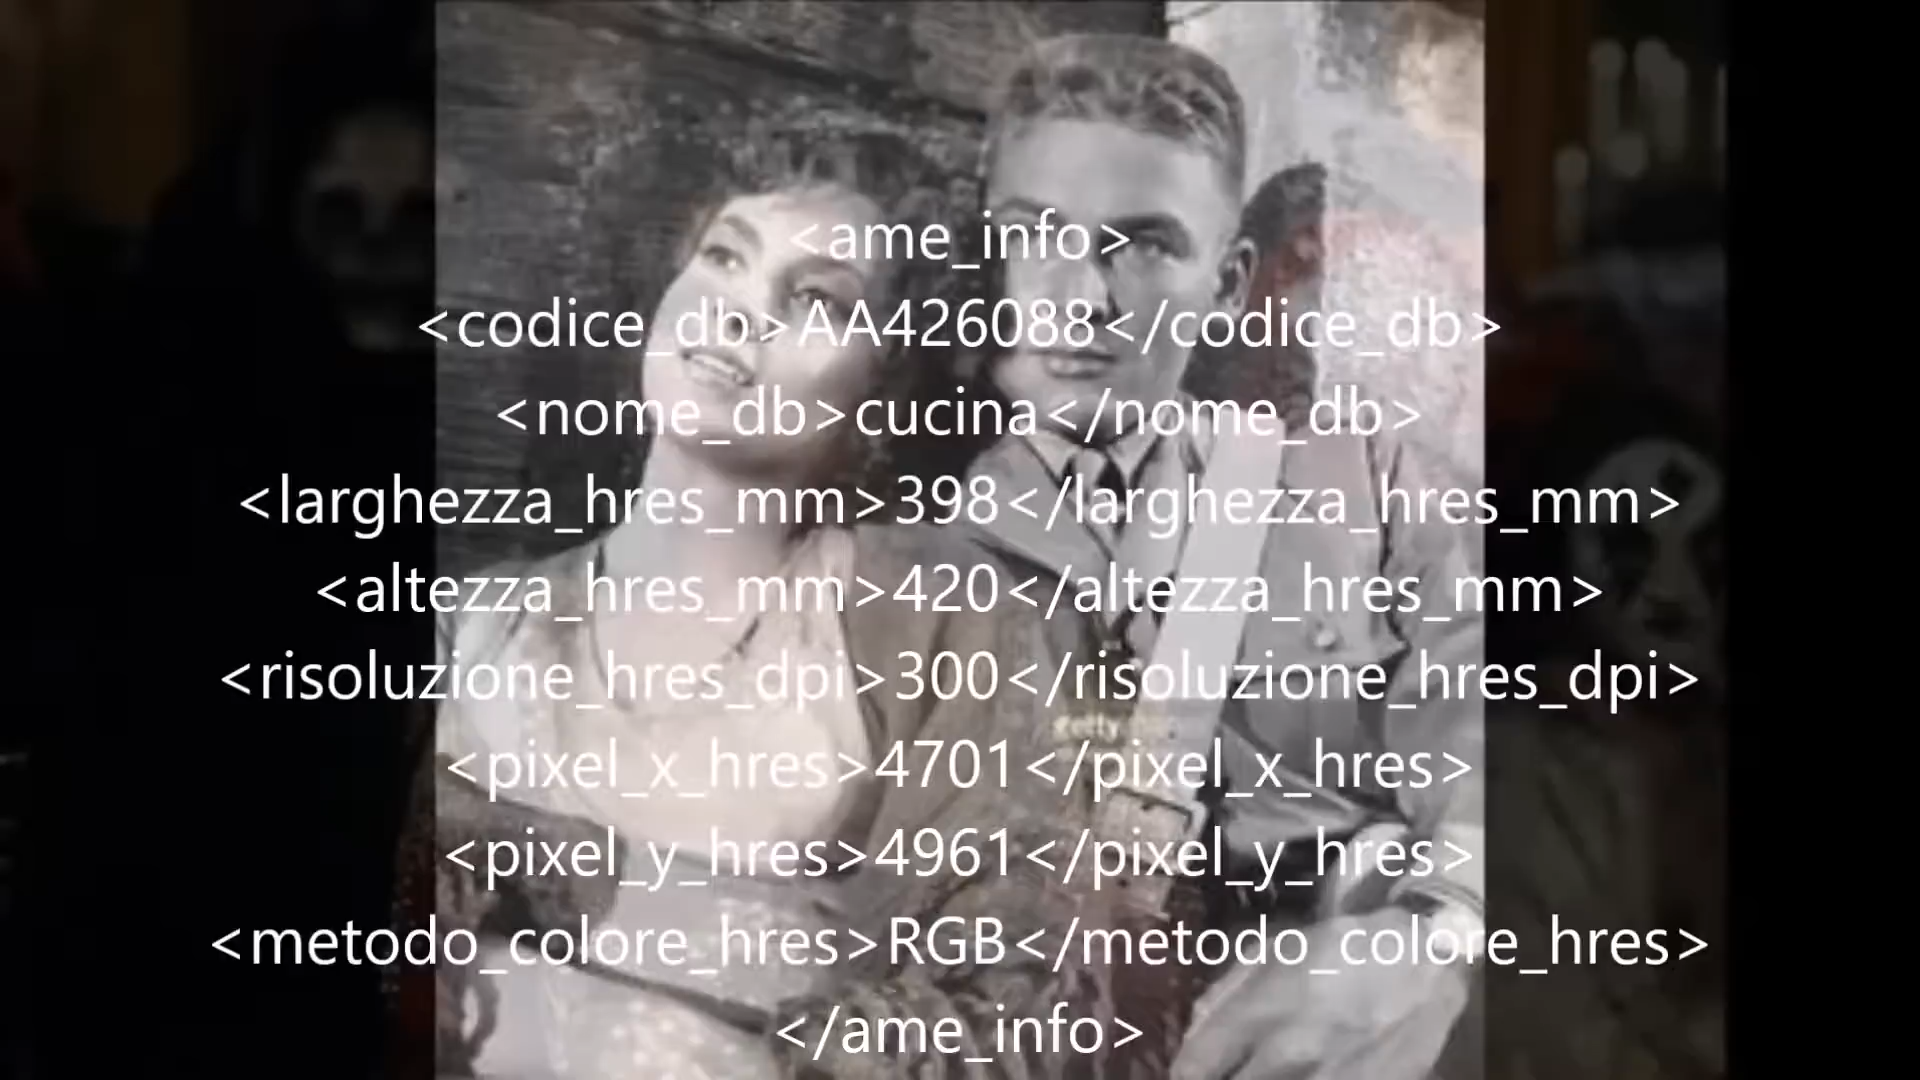 <ame_info>
<codice_db>AA426088</codice_db>
<nome_db>cucina</nome_db>
<larghezza_hres_mm>398</larghezza_hres_mm>
<altezza_hres_mm>420</altezza_hres_mm>
<risoluzione_hres_dpi>300</risoluzione_hres_dpi>
<pixel_x_hres>4701</pixel_x_hres>
<pixel_y_hres>4961</pixel_y_hres>
<metodo_colore_hres>RGB</metodo_colore_hres>
</ame_info>